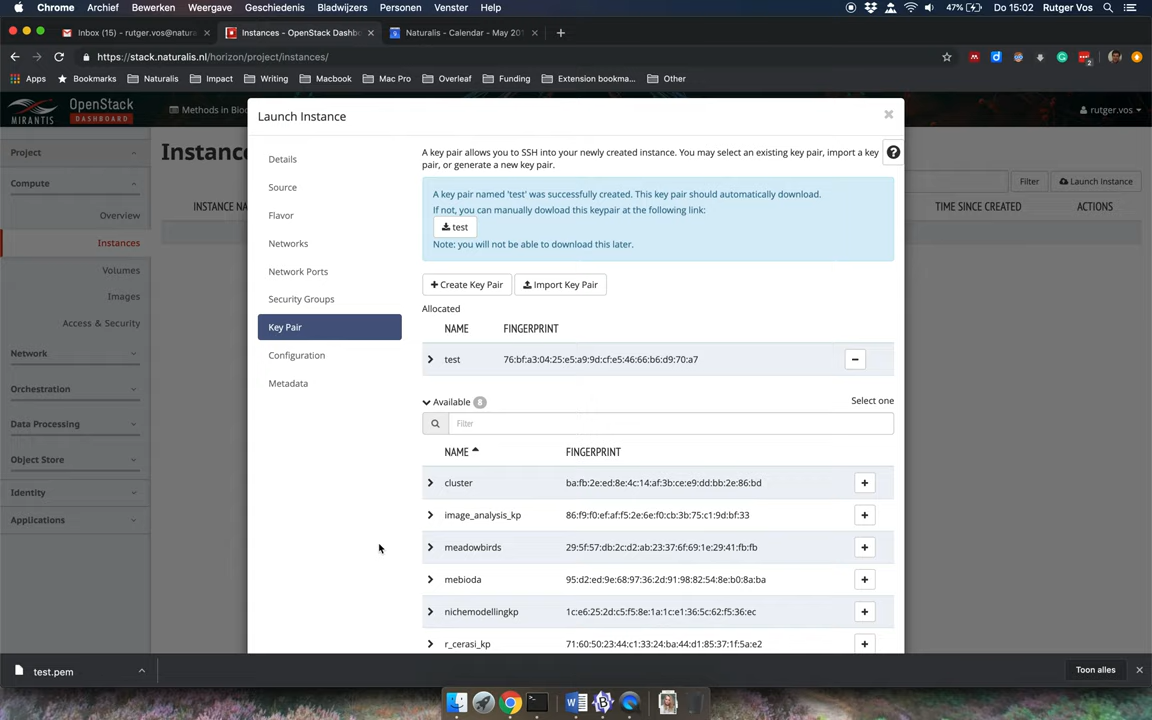 Chrome Archief Bewerken Weergave Geschiedenis Bladwijzers Personen Venster Help 47% Do 15:02 Rutger Vos
Inbox (15) - rutger.vos@natura
Instances - OpenStack Dashbo
Naturalis - Calendar - May 201
https://stack.naturalis.nl/horizon/project/instances/
Apps Bookmarks Naturalis Impact Writing Macbook Mac Pro Overleaf Funding Extension bookma... Other
MIRANTIS
OpenStack
DASHBOARD
Methods in Biod
rutger.vos
Project
Compute
Overview
Instances
Volumes
Images
Access & Security
Network
Orchestration
Data Processing
Object Store
Identity
Applications
Instance
INSTANCE NA
Filter
Launch Instance
TIME SINCE CREATED
ACTIONS
Launch Instance
Details
Source
Flavor
Networks
Network Ports
Security Groups
Key Pair
Configuration
Metadata
A key pair allows you to SSH into your newly created instance. You may select an existing key pair, import a key
pair, or generate a new key pair.
A key pair named 'test' was successfully created. This key pair should automatically download.
If not, you can manually dowload this keypair at the following link:
test
Note: you will not be able to download this later.
Create Key Pair
Import Key Pair
Allocated
NAME FINGERPRINT
test 76:bf:a3:04:25:e5:a9:9d:cf:e5:46:66:b6:d9:70:a7
Available 8
Select one
Filter
NAME FINGERPRINT
cluster ba:fb:2e:ed:8e:4c:14:af:3b:ce:e9:dd:bb:2e:86:bd
image_analysis_kp 86:f9:f0:ef:af:f5:2e:6e:f0:cb:3b:75:c1:9d:bf:33
meadowbirds 29:5f:57:db:2c:d2:ab:23:37:6f:69:1e:29:41:fb:fb
mebioda 95:d2:ed:9e:68:97:36:2d:91:98:82:54:8e:b0:8a:ba
nichemodellingkp 1c:e6:25:2d:c5:f5:8e:1a:1c:e1:36:5c:62:f5:36:ec
r_cerasi_kp 71:60:50:23:44:c1:33:24:ba:44:d1:85:37:1f:5a:e2
test.pem
Toon alles